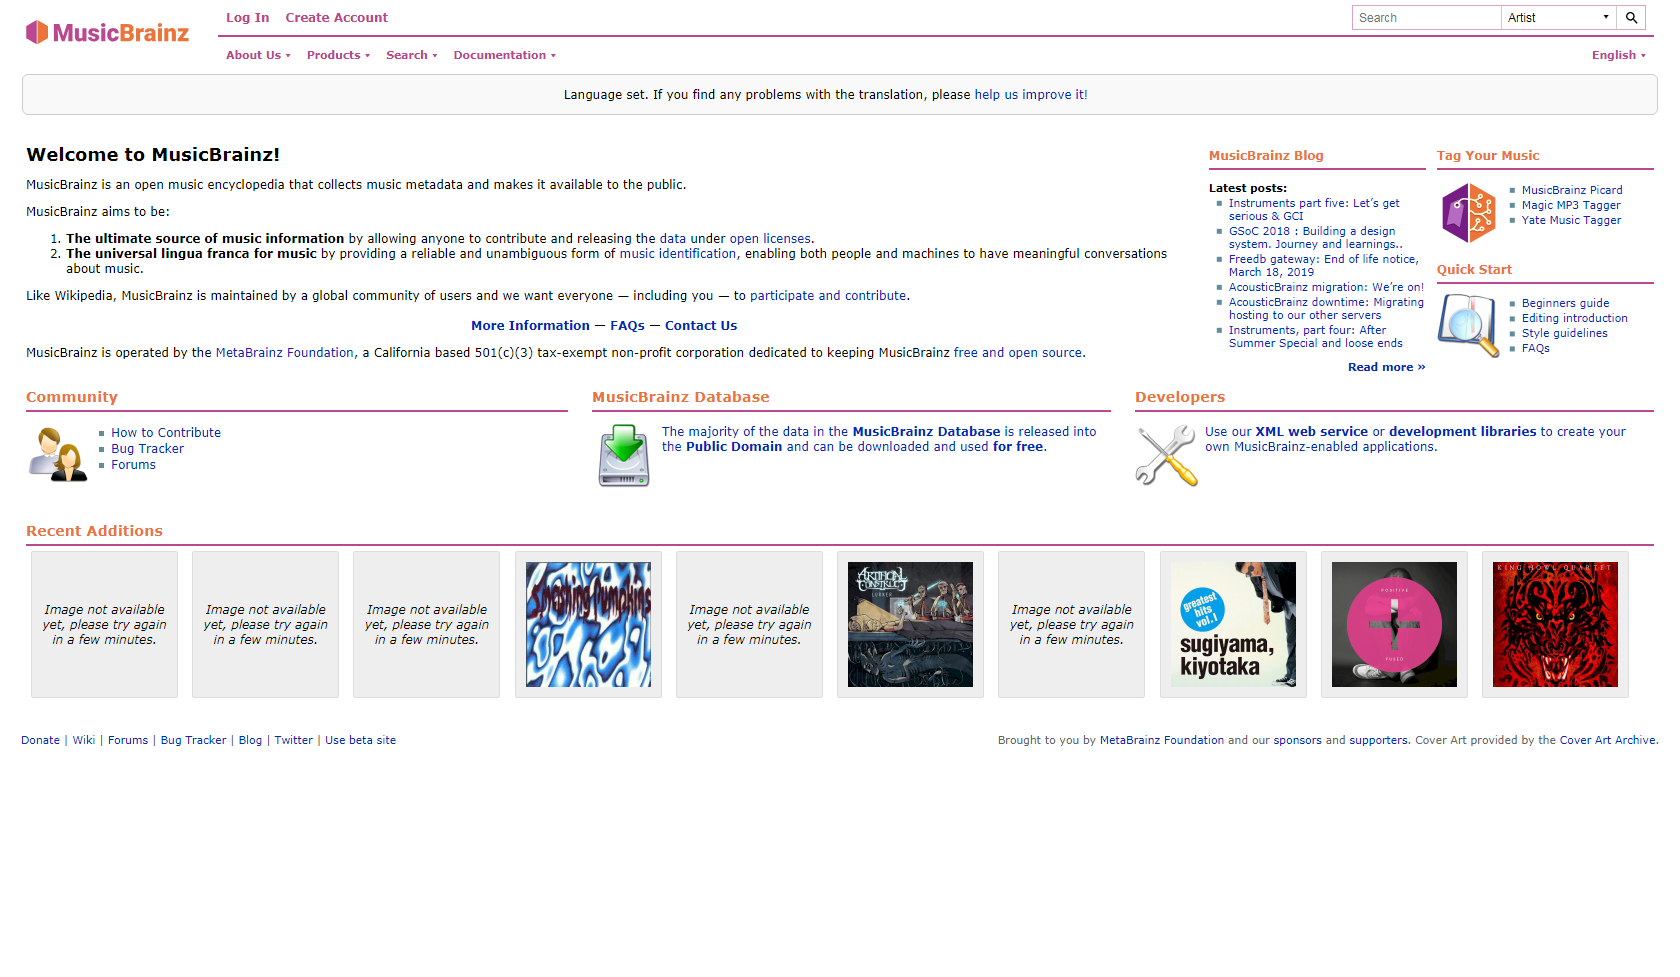 MusicBrainz
Log In Create Account
Search Artist
About Us Products Search Documentation
English
Language set. If you find any problems with the translation, please help us improve it!
Welcome to MusicBrainz!
MusicBrainz is an open music encyclopedia that collects music metadata and makes it available to the public.
MusicBrainz aims to be:
1. The ultimate source of music information by allowing anyone to contribute and releasing the data under open licenses.
2. The universal lingua franca for music by providing a reliable and unambiguous form of music identification, enabling both people and machines to have meaningful conversations
about music.
Like Wikipedia, MusicBrainz is maintained by a global community of users and we want everyone — including you — to participate and contribute.
More Information — FAQs — Contact Us
MusicBrainz is operated by the MetaBrainz Foundation, a California based 501(c)(3) tax-exempt non-profit corporation dedicated to keeping MusicBrainz free and open source.
MusicBrainz Blog
Latest posts:
Instruments part five: Let's get
serious & GCI
GSoC 2018 : Building a design
system. Journey and learnings..
Freedb gateway: End of life notice,
March 18, 2019
AcousticBrainz migration: We're on!
AcousticBrainz downtime: Migrating
hosting to our other servers
Instruments, part four: After
Summer Special and loose ends
Read more »
Tag Your Music
MusicBrainz Picard
Magic MP3 Tagger
Yate Music Tagger
Quick Start
Beginners guide
Editing introduction
Style guidelines
FAQs
Community
How to Contribute
Bug Tracker
Forums
MusicBrainz Database
The majority of the data in the MusicBrainz Database is released into
the Public Domain and can be downloaded and used for free.
Developers
Use our XML web service or development libraries to create your
own MusicBrainz-enabled applications.
Recent Additions
Image not available
yet, please try again
in a few minutes.
Image not available
yet, please try again
in a few minutes.
Image not available
yet, please try again
in a few minutes.
Smashing Pumpkins
Image not available
yet, please try again
in a few minutes.
ARTIFICIAL
CONSTRUCT
LURKER
Image not available
yet, please try again
in a few minutes.
greatest
hits
vol.1
sugiyama,
kiyotaka
POSITIVE
FUSED
KING HOWL QUARTET
Donate | Wiki | Forums | Bug Tracker | Blog | Twitter | Use beta site
Brought to you by MetaBrainz Foundation and our sponsors and supporters. Cover Art provided by the Cover Art Archive.